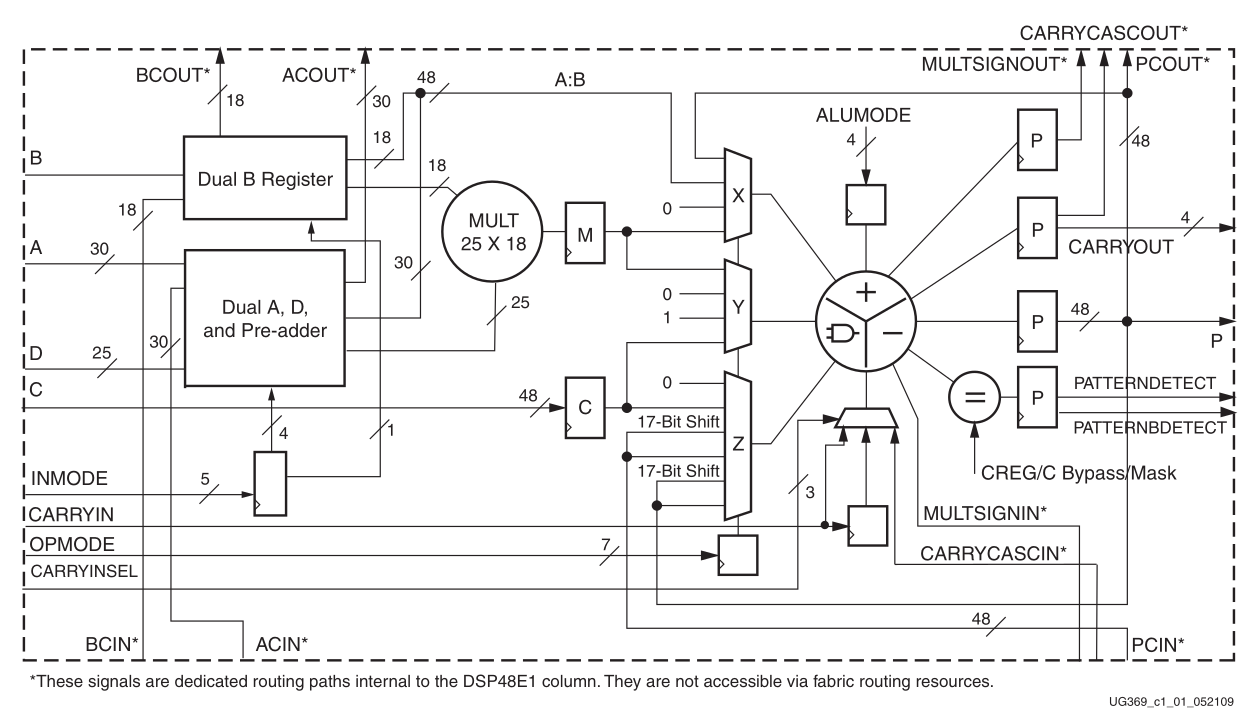 CARRYCASCOUT*
BCOUT*
ACOUT*
MULTSIGNOUT*
PCOUT*
48
A:B
18
30
ALUMODE
4
P
48
B
18
Dual B Register
18
X
18
MULT
25 X 18
0
M
P
4
CARRYOUT
A
30
30
Dual A, D,
and Pre-adder
25
0
1
Y
+
−
P
48
P
D
25
30
C
48
C
0
17-Bit Shift
17-Bit Shift
Z
=
P
PATTERNDETECT
PATTERNBDETECT
4
1
CREG/C Bypass/Mask
INMODE
5
3
CARRYIN
MULTSIGNIN*
OPMODE
7
CARRYCASCIN*
CARRYINSEL
48
BCIN*
ACIN*
PCIN*
*These signals are dedicated routing paths internal to the DSP48E1 column. They are not accessible via fabric routing resources.
UG369_c1_01_052109